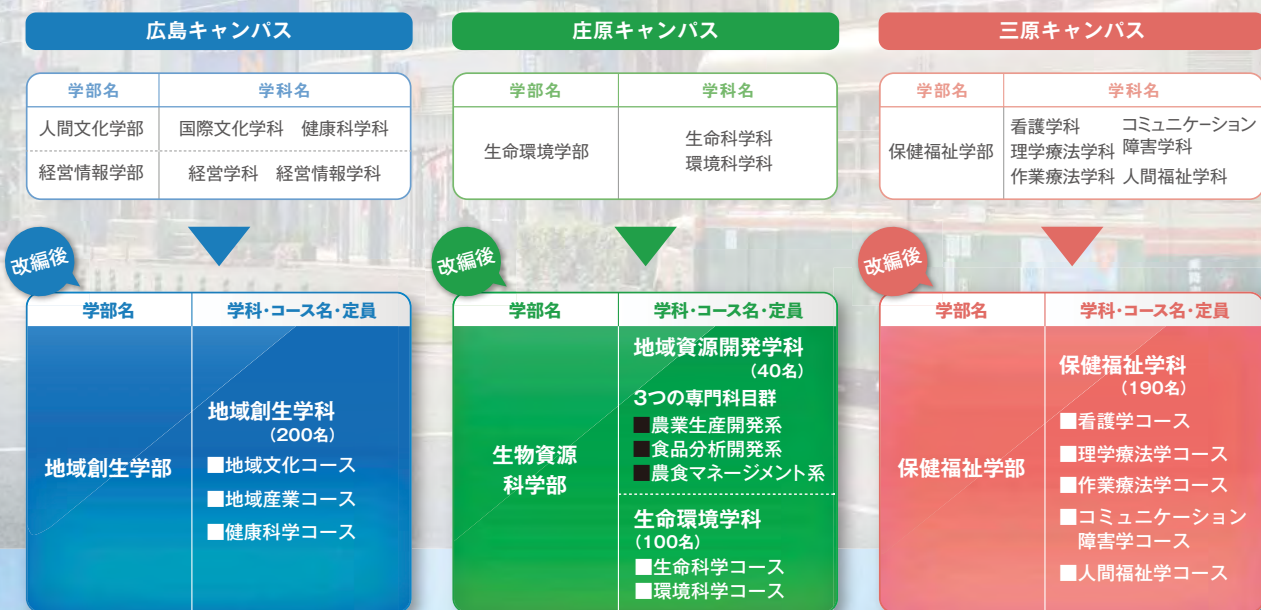 広島キャンパス
学部名 学科名
人間文化学部 国際文化学科 健康科学科
経営情報学部 経営学科 経営情報学科
改編後
学部名 学科・コース名・定員
地域創生学部
地域創生学科
(200名)
■地域文化コース
■地域産業コース
■健康科学コース
庄原キャンパス
学部名 学科名
生命環境学部
生命科学科
環境科学科
改編後
学部名 学科・コース名・定員
生物資源
科学部
地域資源開発学科
(40名)
3つの専門科目群
■農業生産開発系
■食品分析開発系
■農食マネージメント系
生命環境学科
(100名)
■生命科学コース
■環境科学コース
三原キャンパス
学部名 学科名
保健福祉学部
看護学科
理学療法学科
作業療法学科
コミュニケーション
障害学科
人間福祉学科
改編後
学部名 学科・コース名・定員
保健福祉学部
保健福祉学科
(190名)
■看護学コース
■理学療法学コース
■作業療法学コース
■コミュニケーション
障害学コース
■人間福祉学コース